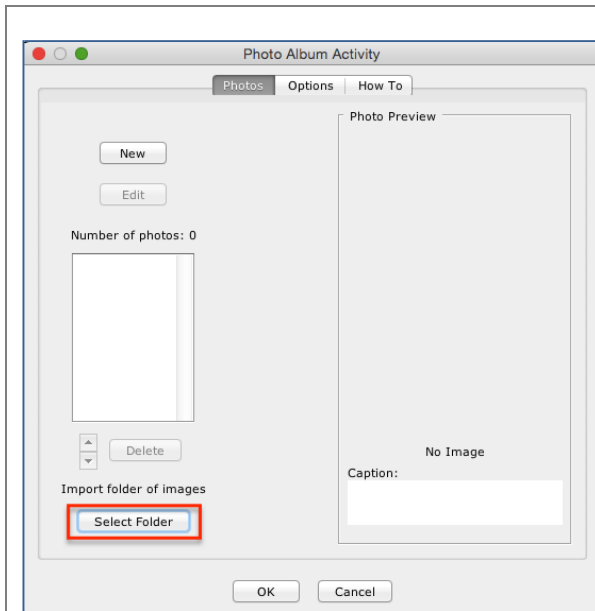 Photo Album Activity
Photos Options How To
Photo Preview
New
Edit
Number of photos: 0
Delete
No Image
Caption:
Import folder of images
Select Folder
OK Cancel